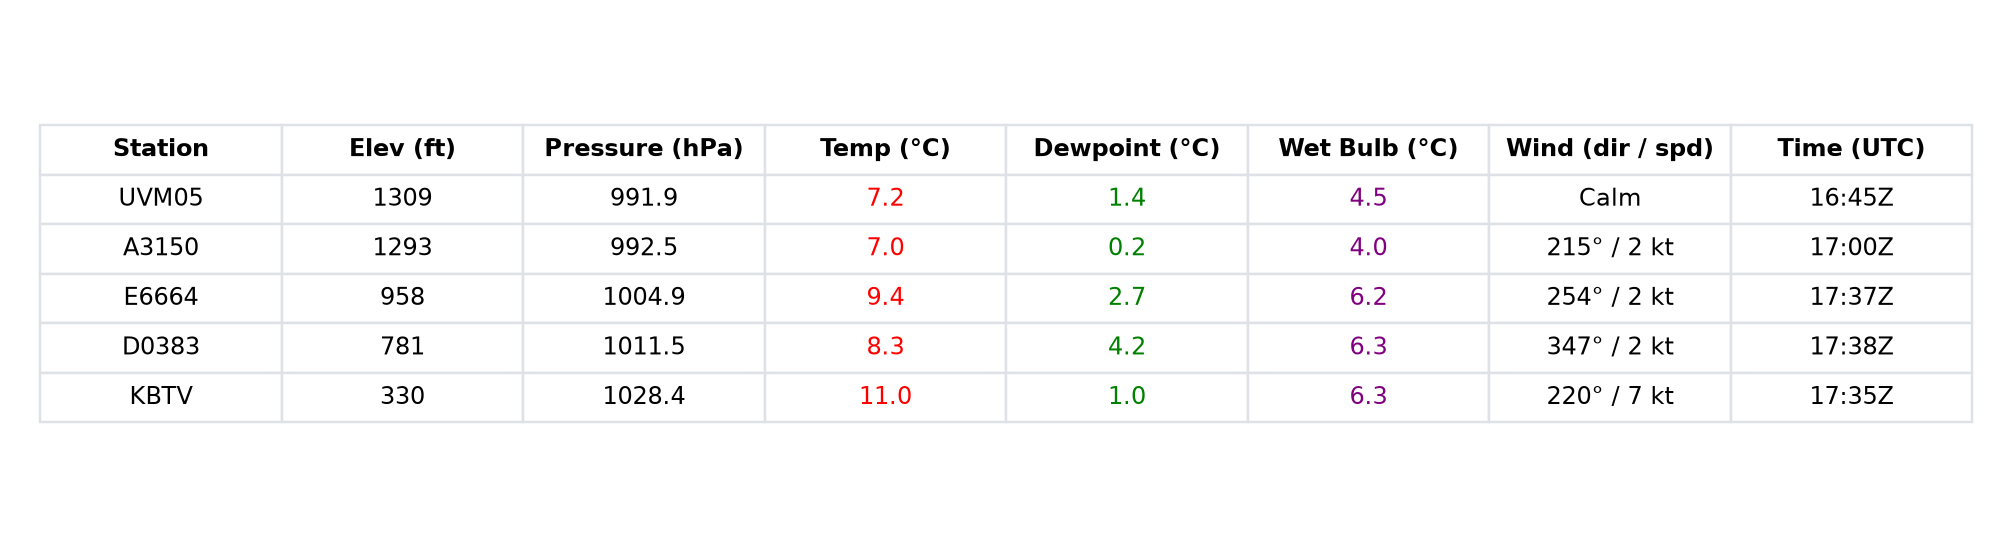 Station Elev (ft) Pressure (hPa) Temp (°C) Dewpoint (°C) Wet Bulb (°C) Wind (dir / spd) Time (UTC)
UVM05 1309 991.9 7.2 1.4 4.5 Calm 16:45Z
A3150 1293 992.5 7.0 0.2 4.0 215° / 2 kt 17:00Z
E6664 958 1004.9 9.4 2.7 6.2 254° / 2 kt 17:37Z
D0383 781 1011.5 8.3 4.2 6.3 347° / 2 kt 17:38Z
KBTV 330 1028.4 11.0 1.0 6.3 220° / 7 kt 17:35Z